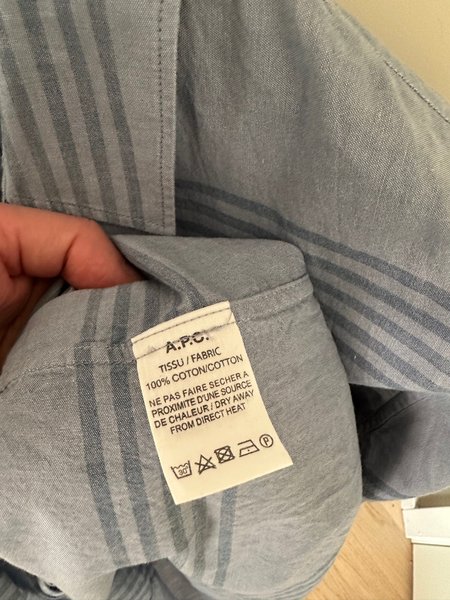 A.P.C.
TISSU / FABRIC
100% COTON/COTTON
NE PAS FAIRE SECHER A
PROXIMITE D'UNE SOURCE
DE CHALEUR / DRY AWAY
FROM DIRECT HEAT
30° P